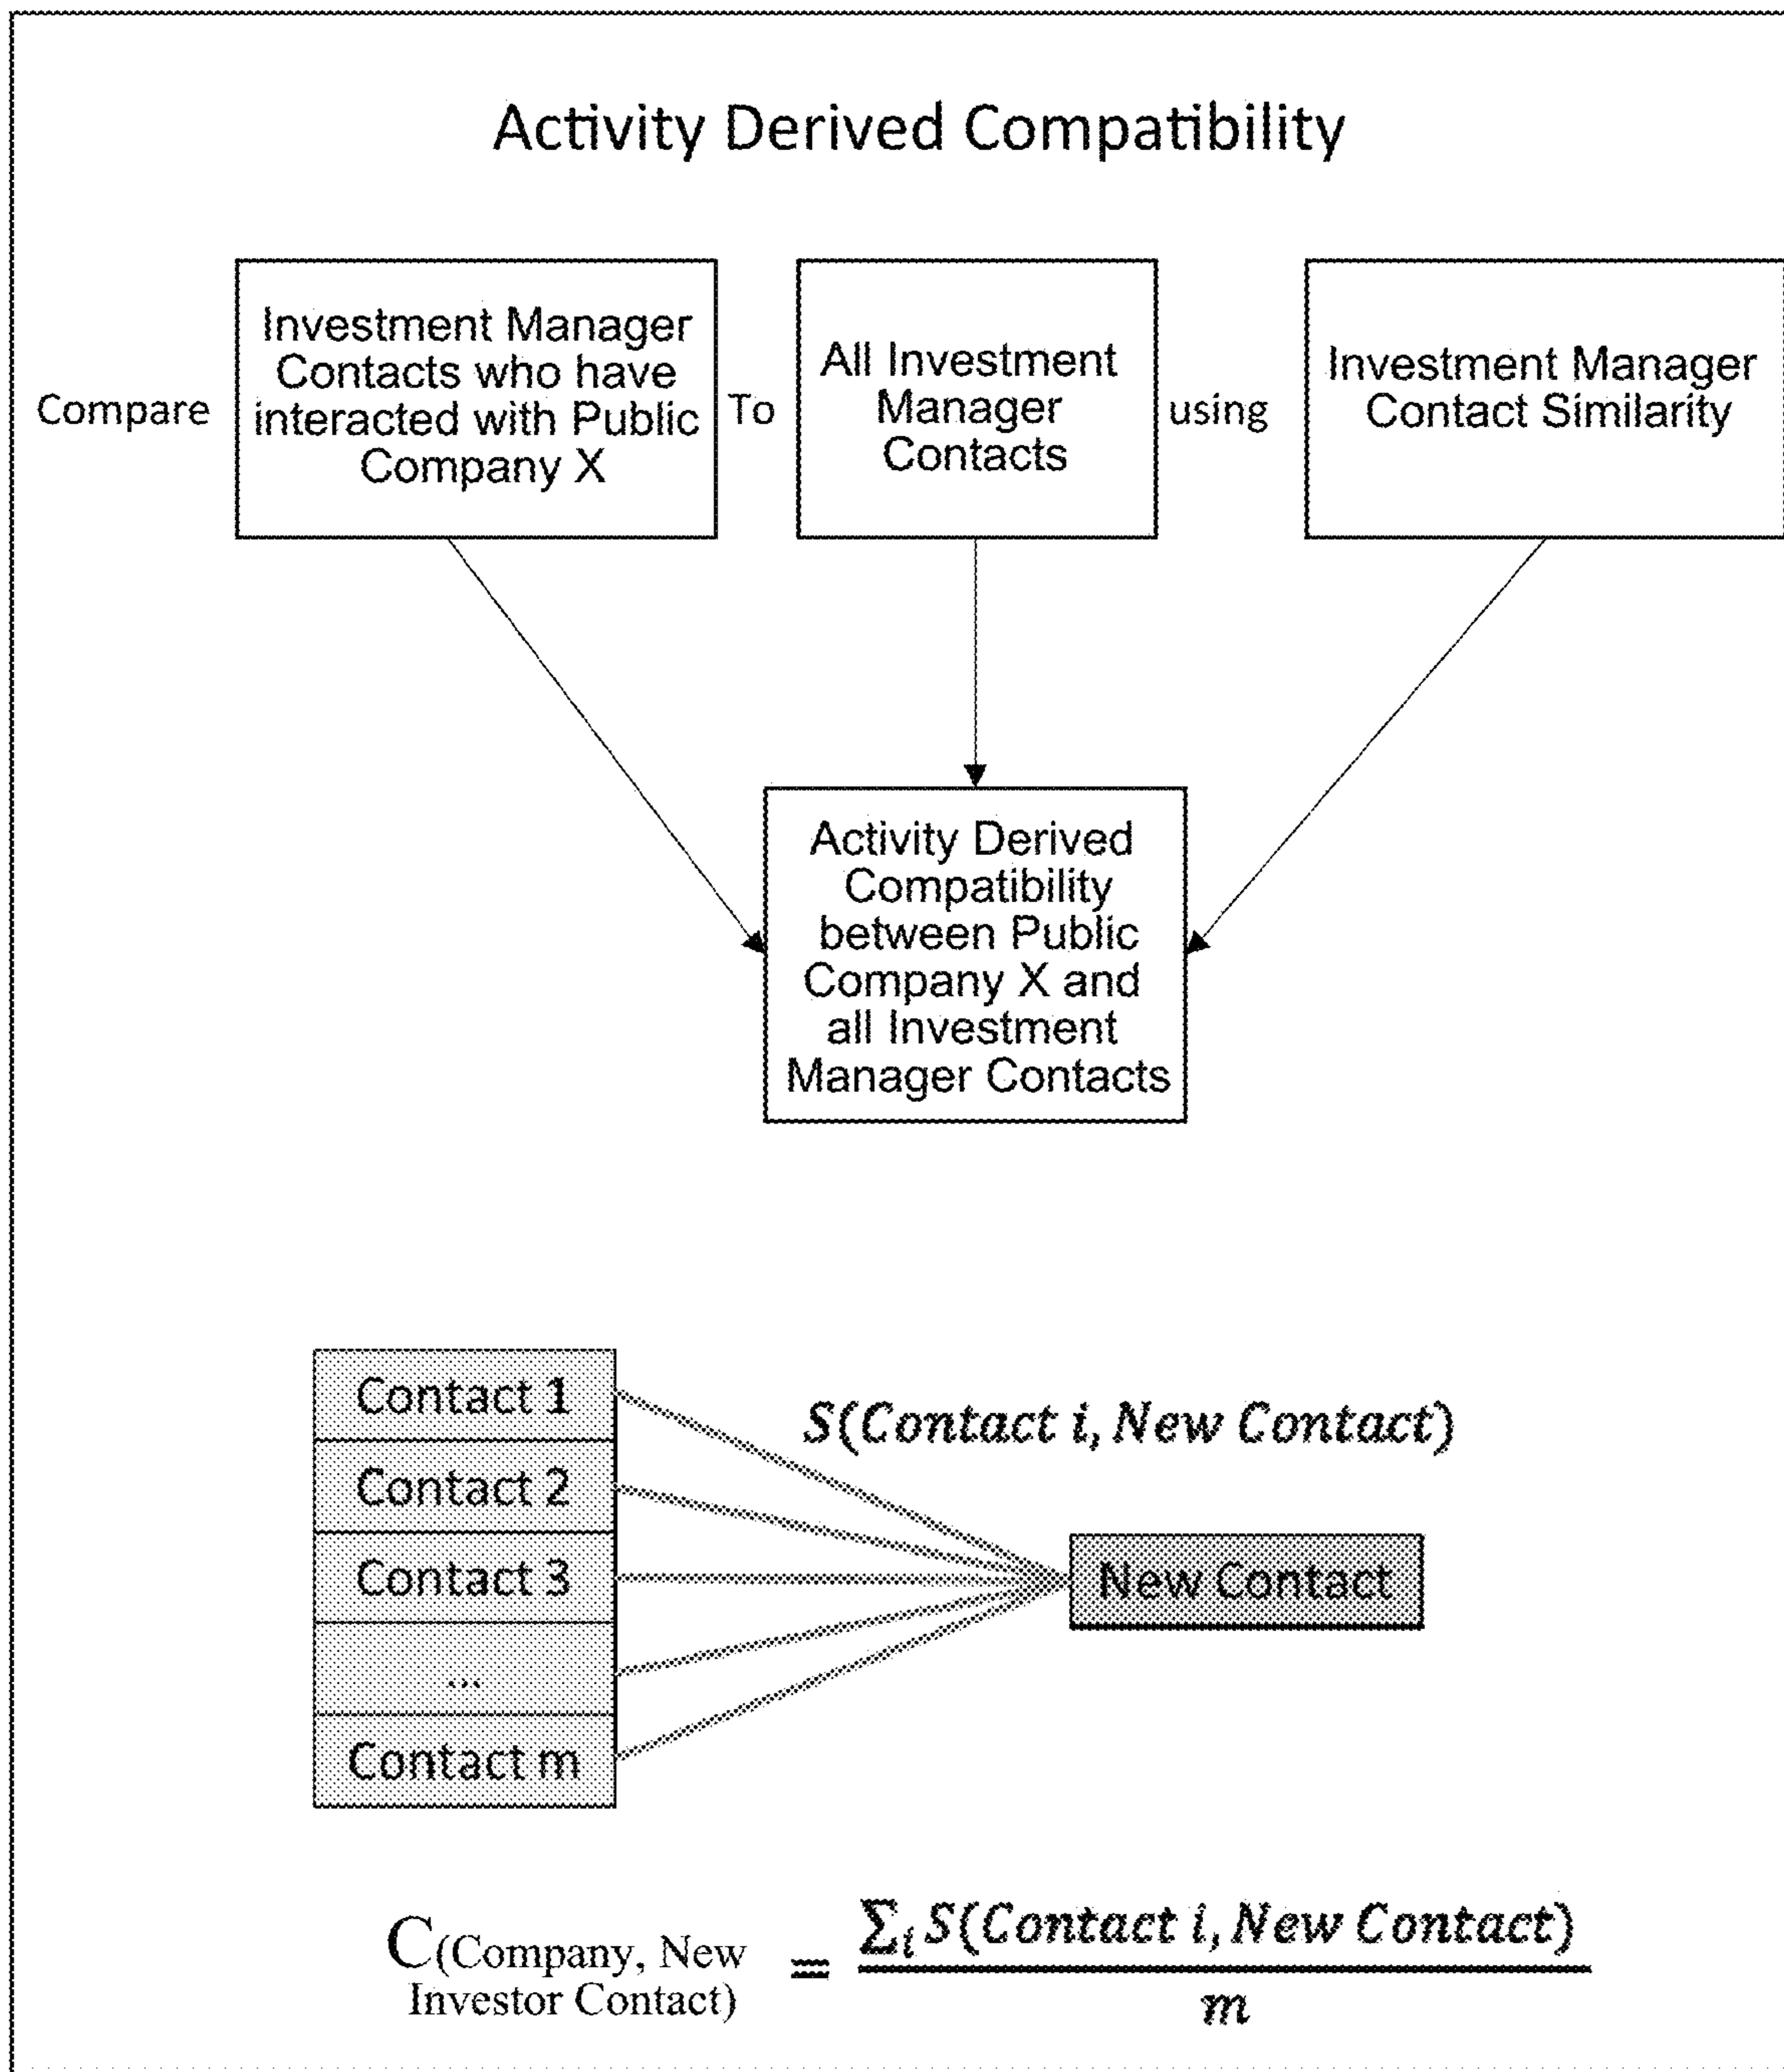 Activity Derived Compatibility
Compare
Investment Manager
Contacts who have
interacted with Public
Company X
To
All Investment
Manager
Contacts
using
Investment Manager
Contact Similarity
Activity Derived
Compatibility
between Public
Company X and
all Investment
Manager Contacts
Contact 1
Contact 2
Contact 3
...
Contact m
S(Contact i, New Contact)
New Contact
C(Company, New
Investor Contact)
=
∑i S(Contact i, New Contact)
m